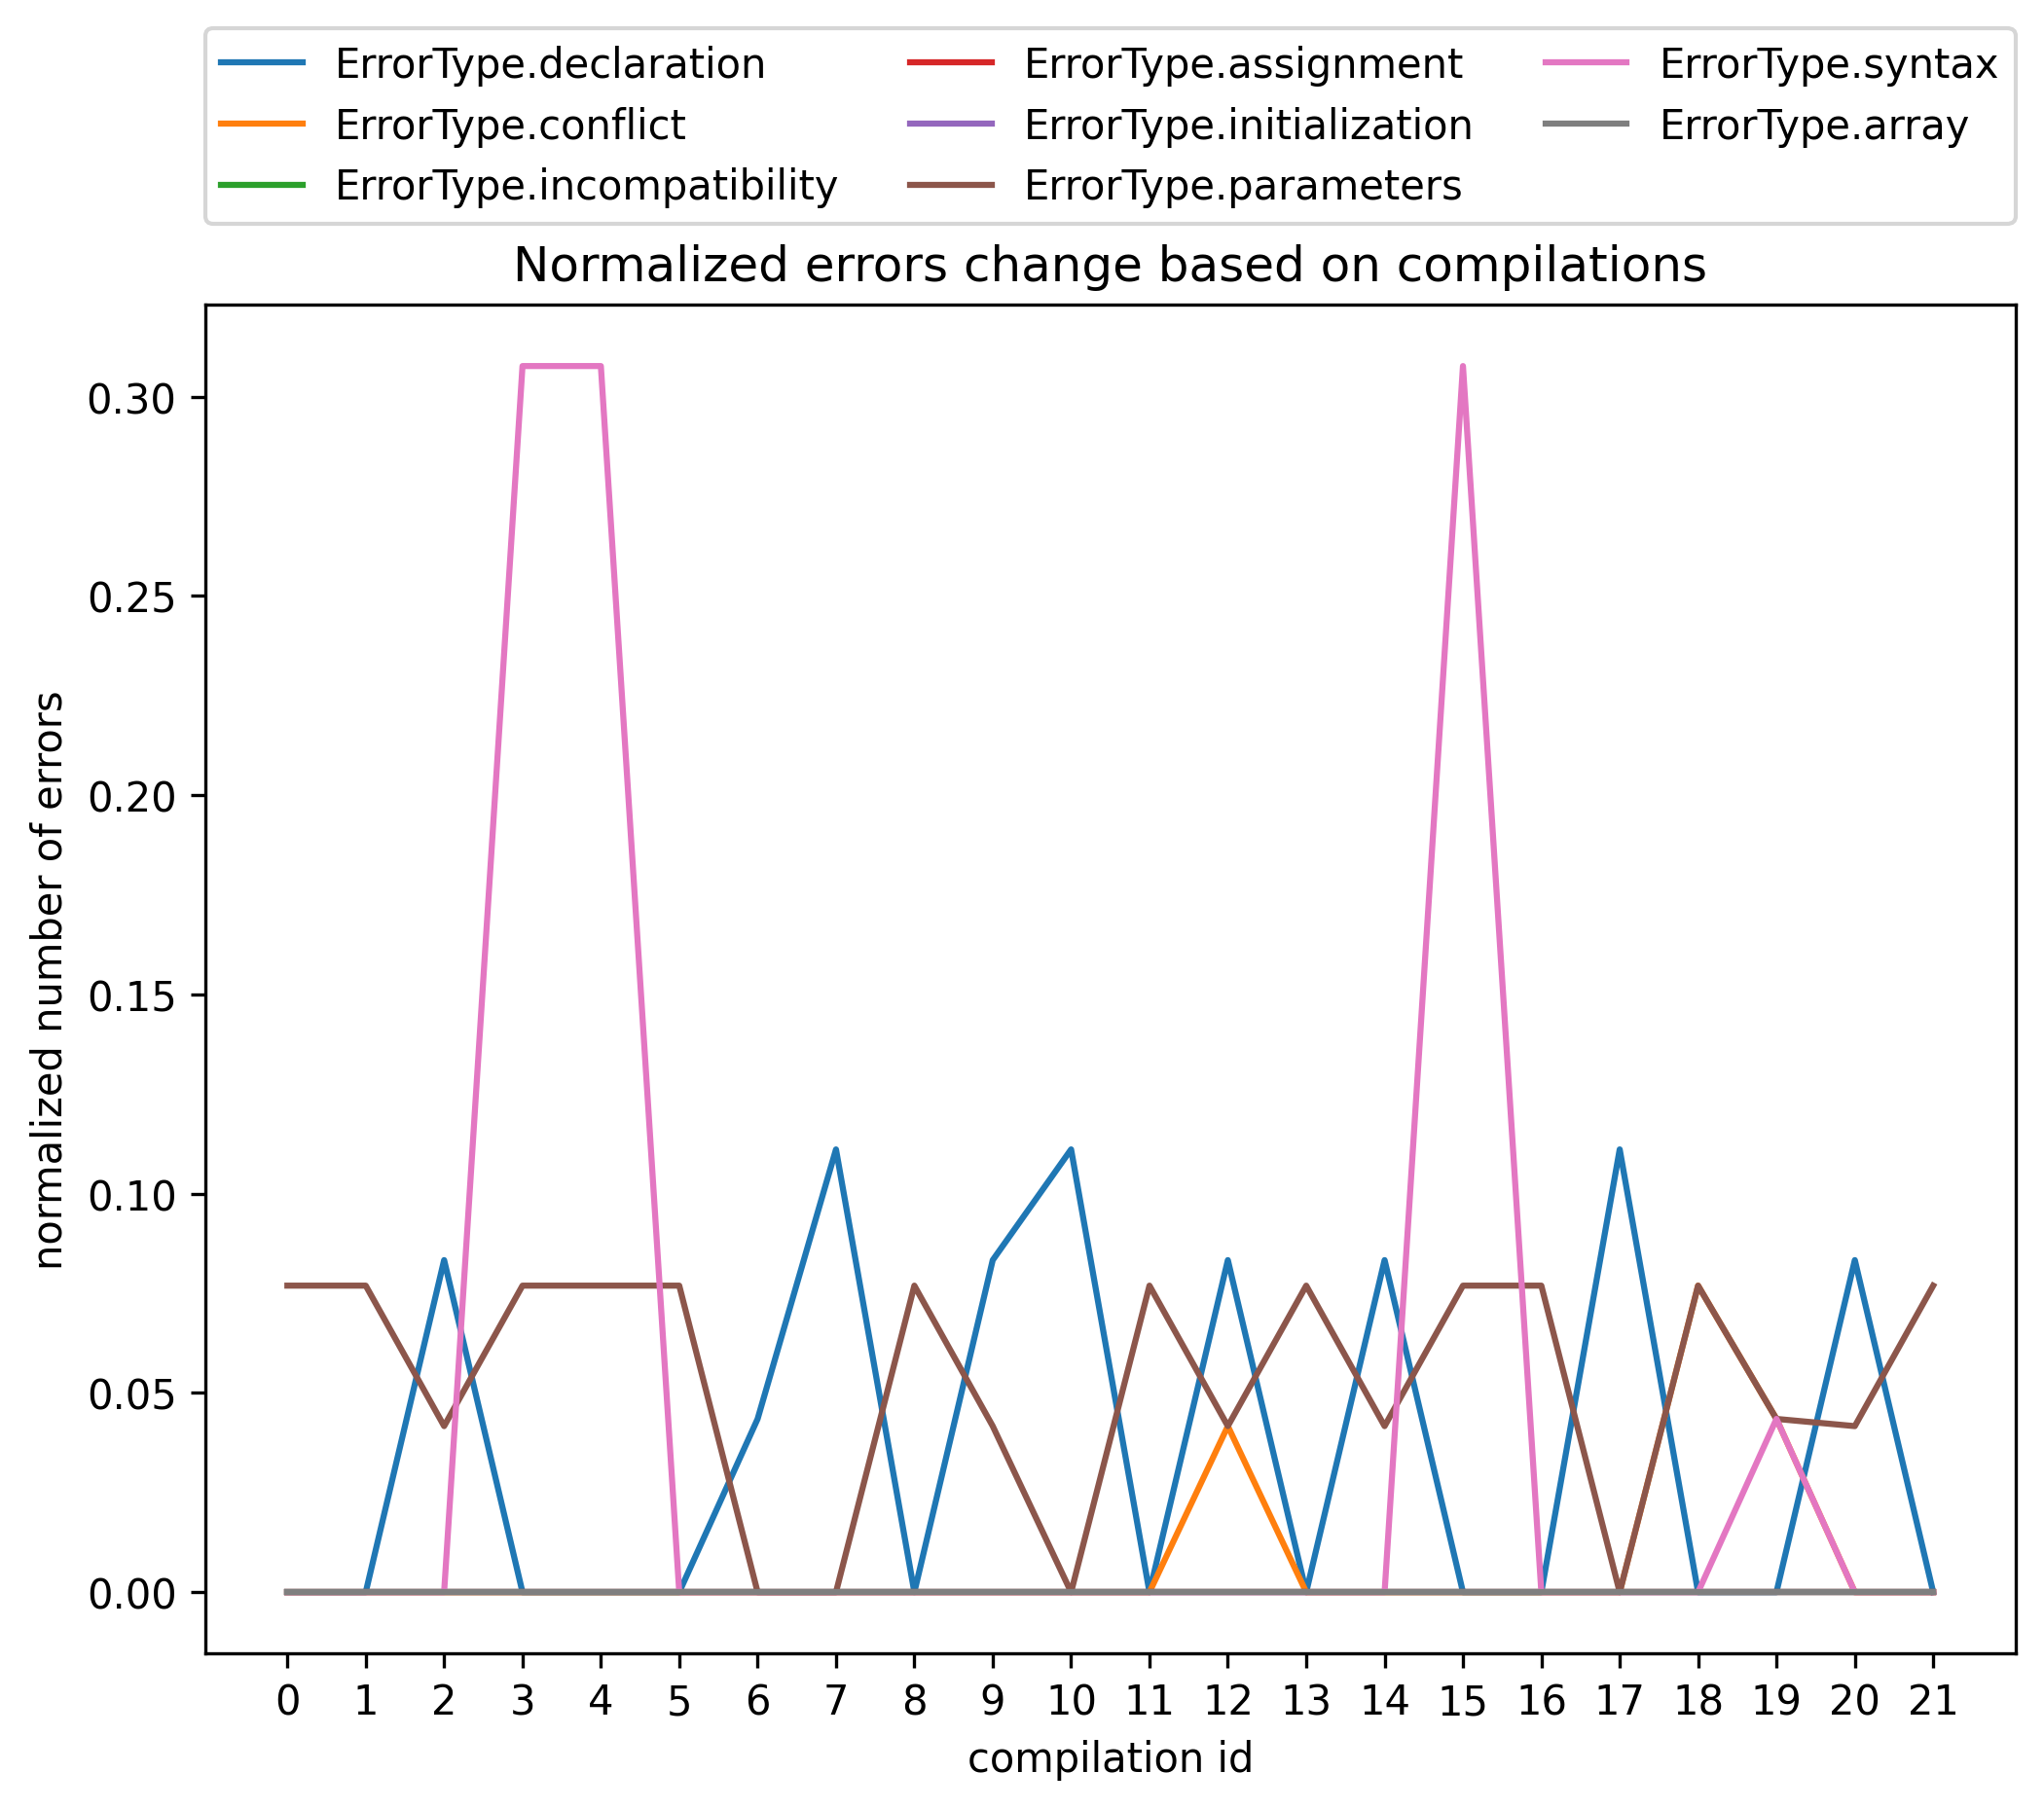 ErrorType.declaration
ErrorType.conflict
ErrorType.incompatibility
ErrorType.assignment
ErrorType.initialization
ErrorType.parameters
ErrorType.syntax
ErrorType.array
Normalized errors change based on compilations
normalized number of errors
0.30
0.25
0.20
0.15
0.10
0.05
0.00
0 1 2 3 4 5 6 7 8 9 10 11 12 13 14 15 16 17 18 19 20 21
compilation id